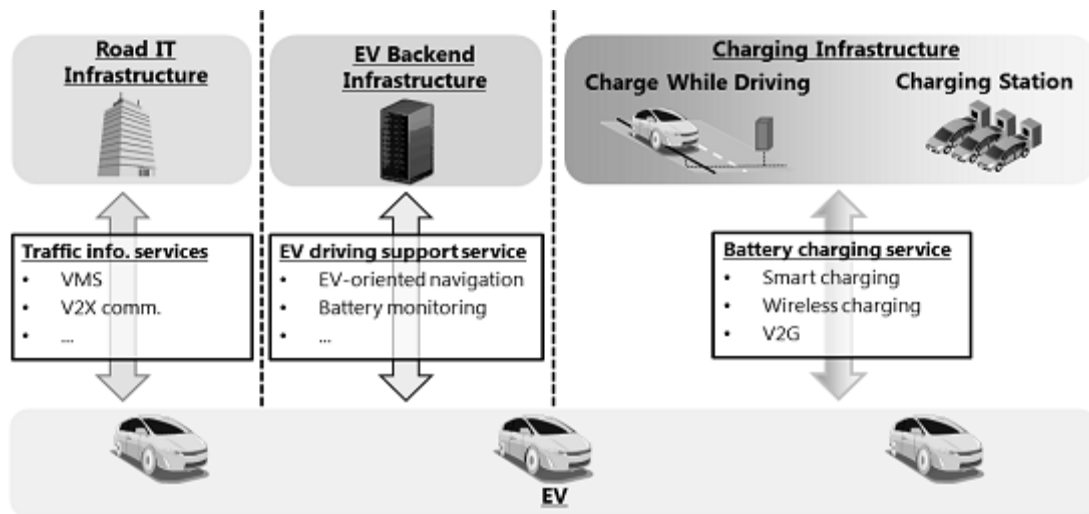 Road IT
Infrastructure
EV Backend
Infrastructure
Charging Infrastructure
Charge While Driving
Charging Station
Traffic info. services
• VMS
• V2X comm.
• ...
EV driving support service
• EV-oriented navigation
• Battery monitoring
• ...
Battery charging service
• Smart charging
• Wireless charging
• V2G
EV